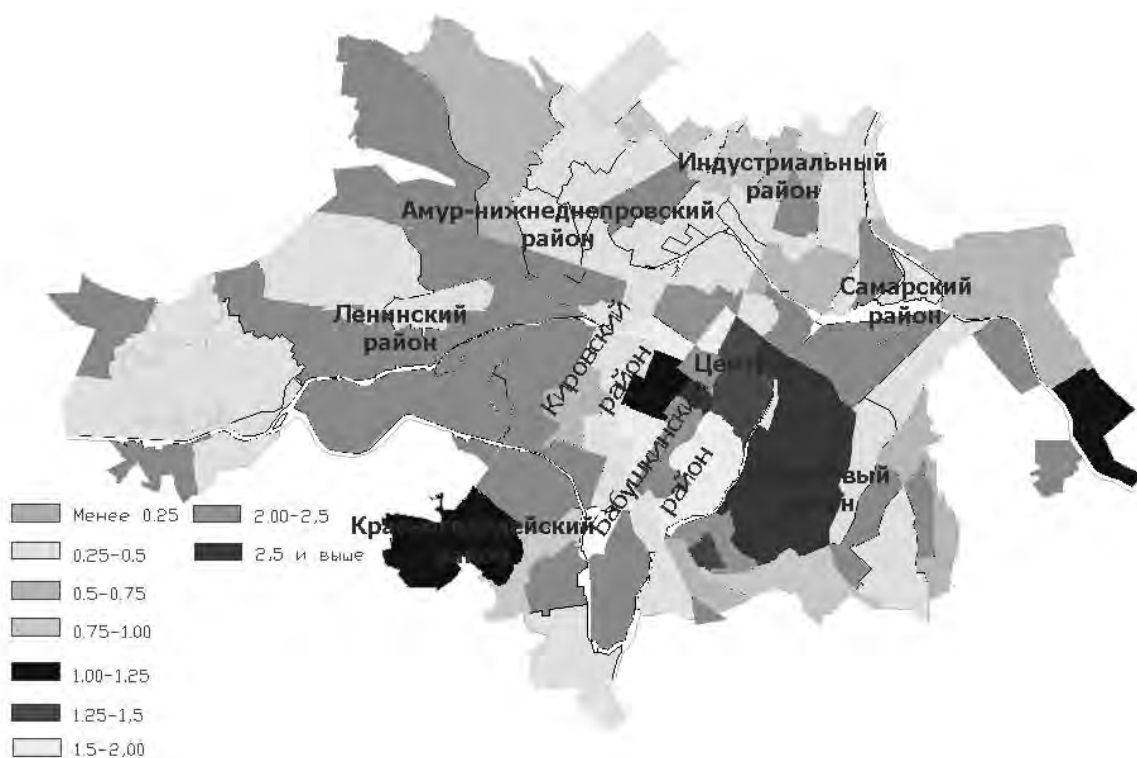 Индустриальный
район
Амур-нижнеднепровский
район
Самарский
район
Ленинский
район
Кировский
район
Центр
Бабушкинский
район
вый
н
Менее 0.25
0.25-0.5
0.5-0.75
0.75-1.00
1.00-1.25
1.25-1,5
1.5-2,00
2.00-2,5
2,5 и выше